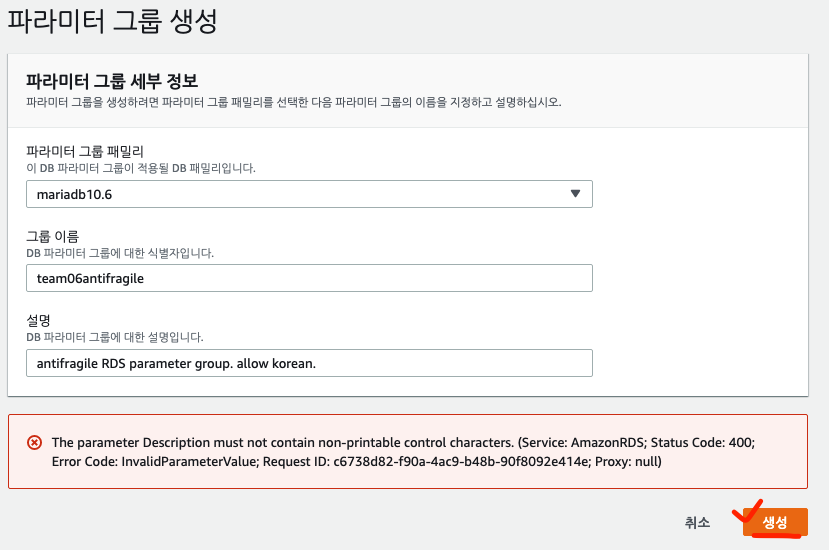 파라미터 그룹 생성
파라미터 그룹 세부 정보
파라미터 그룹을 생성하려면 파라미터 그룹 패밀리를 선택한 다음 파라미터 그룹의 이름을 지정하고 설명하십시오.
파라미터 그룹 패밀리
이 DB 파라미터 그룹이 적용될 DB 패밀리입니다.
mariadb10.6
그룹 이름
DB 파라미터 그룹에 대한 식별자입니다.
team06antifragile
설명
DB 파라미터 그룹에 대한 설명입니다.
antifragile RDS parameter group. allow korean.
The parameter Description must not contain non-printable control characters. (Service: AmazonRDS; Status Code: 400;
Error Code: InvalidParameterValue; Request ID: c6738d82-f90a-4ac9-b48b-90f8092e414e; Proxy: null)
취소 생성